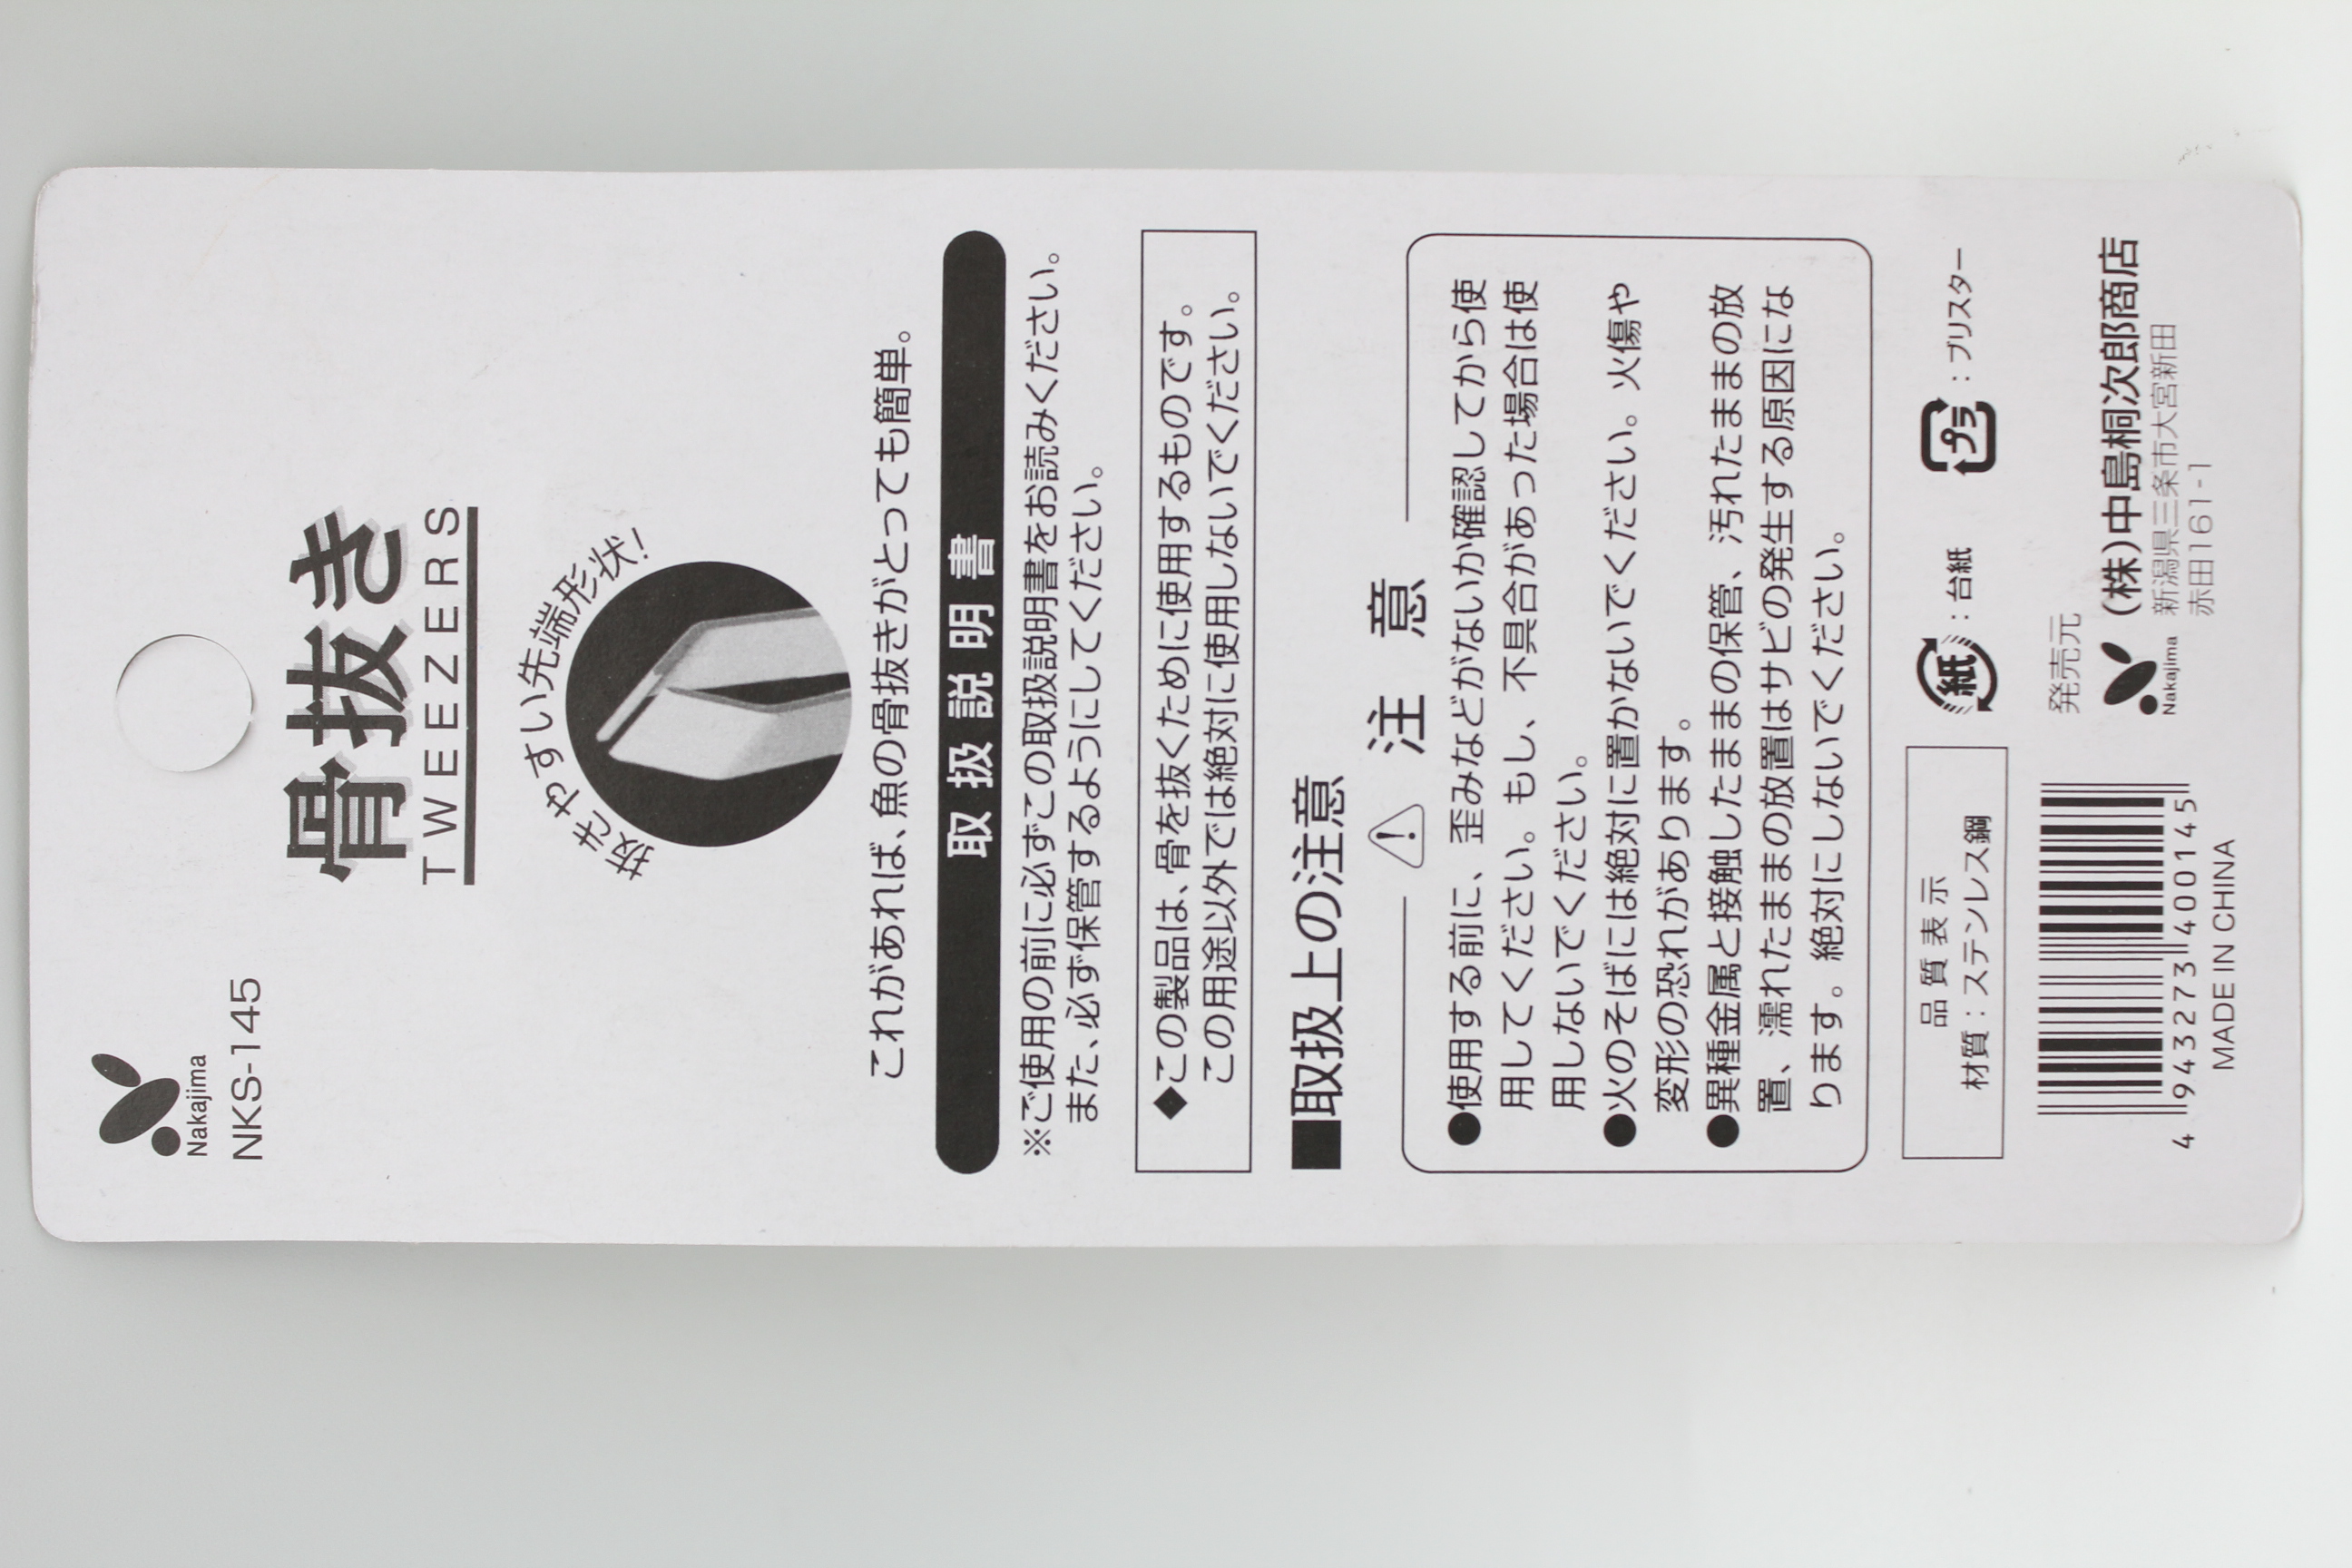 Nakajima
NKS-145
骨抜き
TWEEZERS
抜きやすい先端形状!
これがあれば、魚の骨抜きがとっても簡単。
取扱説明書
※ご使用の前に必ずこの取扱説明書をお読みください。
また、必ず保管するようにしてください。
◆この製品は、骨を抜くために使用するものです。
この用途以外では絶対に使用しないでください。
■取扱上の注意
注意
●使用する前に、歪みなどがないか確認してから使
用してください。もし、不具合があった場合は使
用しないでください。
●火のそばには絶対に置かないでください。火傷や
変形の恐れがあります。
●異種金属と接触したままの保管、汚れたままの放
置、濡れたままの放置はサビの発生する原因にな
ります。絶対にしないでください。
品質表示
材質：ステンレス鋼
紙：台紙
プラ：ブリスター
4 943273 400145
MADE IN CHINA
発売元
Nakajima
(株)中島桐次郎商店
新潟県三条市大宮新田
赤田161-1